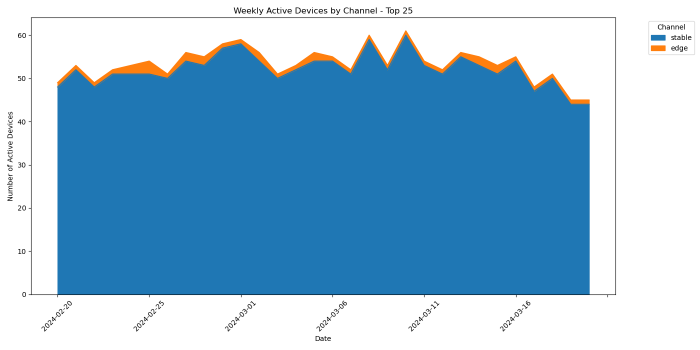 Weekly Active Devices by Channel - Top 25
Channel
stable
edge
Number of Active Devices
60
50
40
30
20
10
0
2024-02-20
2024-02-25
2024-03-01
2024-03-06
2024-03-11
2024-03-16
Date